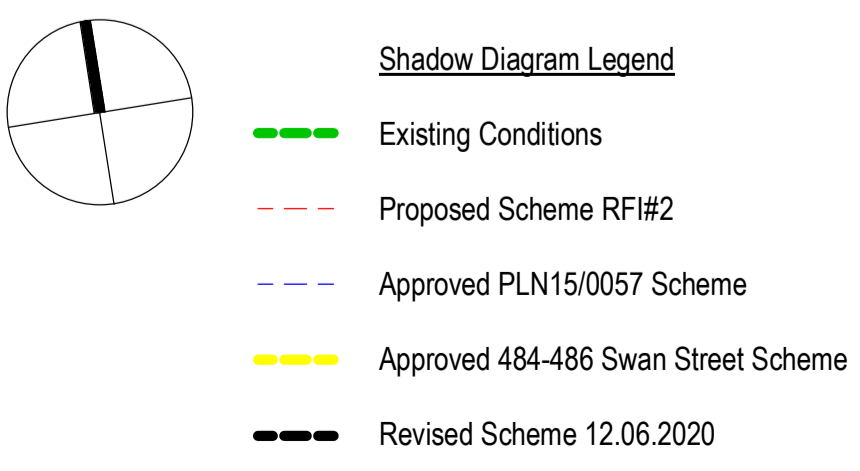 Shadow Diagram Legend
Existing Conditions
Proposed Scheme RFI#2
Approved PLN15/0057 Scheme
Approved 484-486 Swan Street Scheme
Revised Scheme 12.06.2020